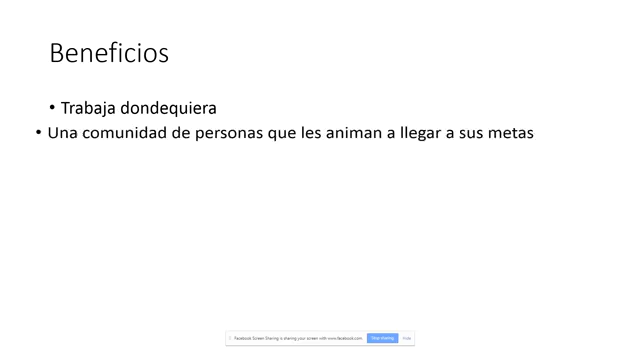 Beneficios
• Trabaja dondequiera
• Una comunidad de personas que les animan a llegar a sus metas
Facebook Screen Sharing is sharing your screen with www.facebook.com. Stop sharing Hide